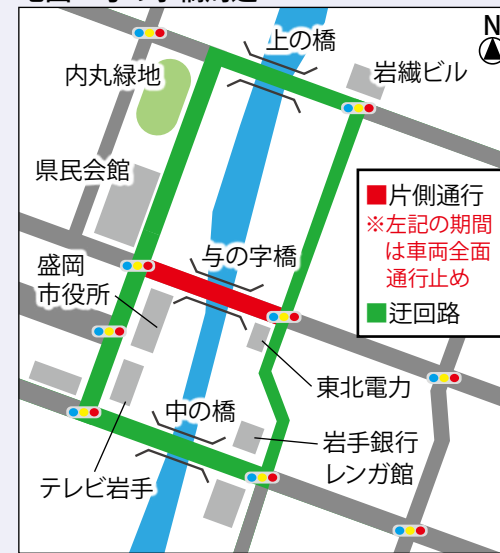 上の橋
N
内丸緑地
岩繊ビル
県民会館
■片側通行
※左記の期間
は車両全面
通行止め
■迂回路
与の字橋
盛岡
市役所
東北電力
中の橋
岩手銀行
レンガ館
テレビ岩手